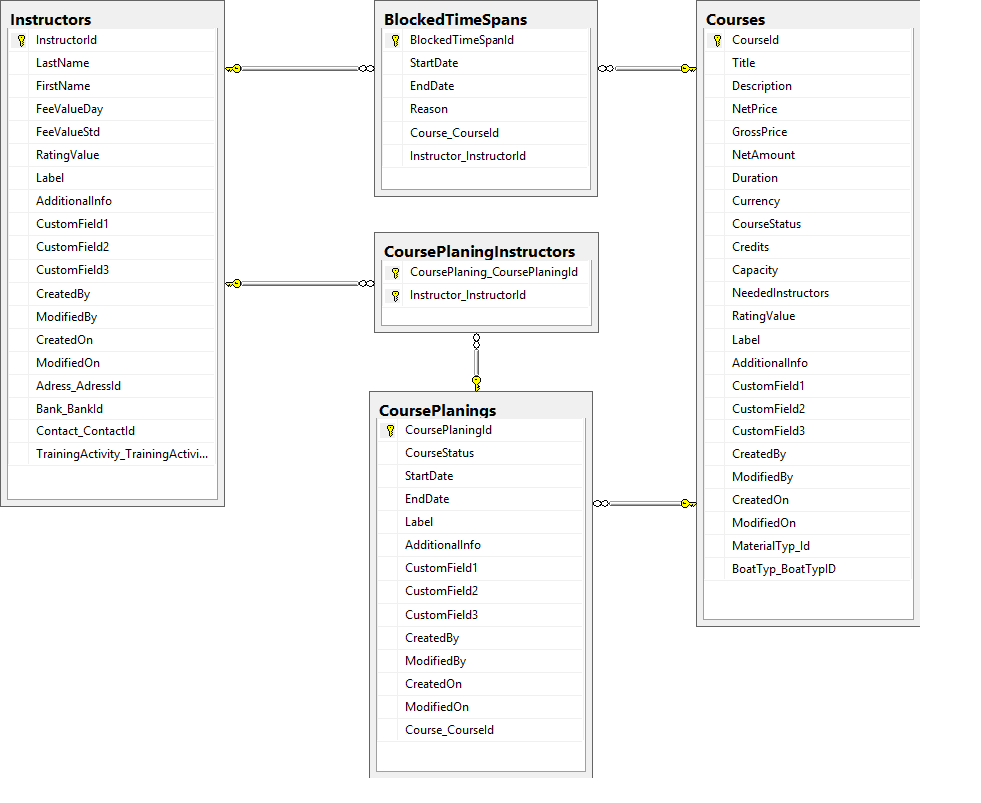 Instructors
InstructorId
LastName
FirstName
FeeValueDay
FeeValueStd
RatingValue
Label
AdditionalInfo
CustomField1
CustomField2
CustomField3
CreatedBy
ModifiedBy
CreatedOn
ModifiedOn
Adress_AdressId
Bank_BankId
Contact_ContactId
TrainingActivity_TrainingActivi...
BlockedTimeSpans
BlockedTimeSpanId
StartDate
EndDate
Reason
Course_CourseId
Instructor_InstructorId
CoursePlaningInstructors
CoursePlaning_CoursePlaningId
Instructor_InstructorId
CoursePlanings
CoursePlaningId
CourseStatus
StartDate
EndDate
Label
AdditionalInfo
CustomField1
CustomField2
CustomField3
CreatedBy
ModifiedBy
CreatedOn
ModifiedOn
Course_CourseId
Courses
CourseId
Title
Description
NetPrice
GrossPrice
NetAmount
Duration
Currency
CourseStatus
Credits
Capacity
NeededInstructors
RatingValue
Label
AdditionalInfo
CustomField1
CustomField2
CustomField3
CreatedBy
ModifiedBy
CreatedOn
ModifiedOn
MaterialTyp_Id
BoatTyp_BoatTypID